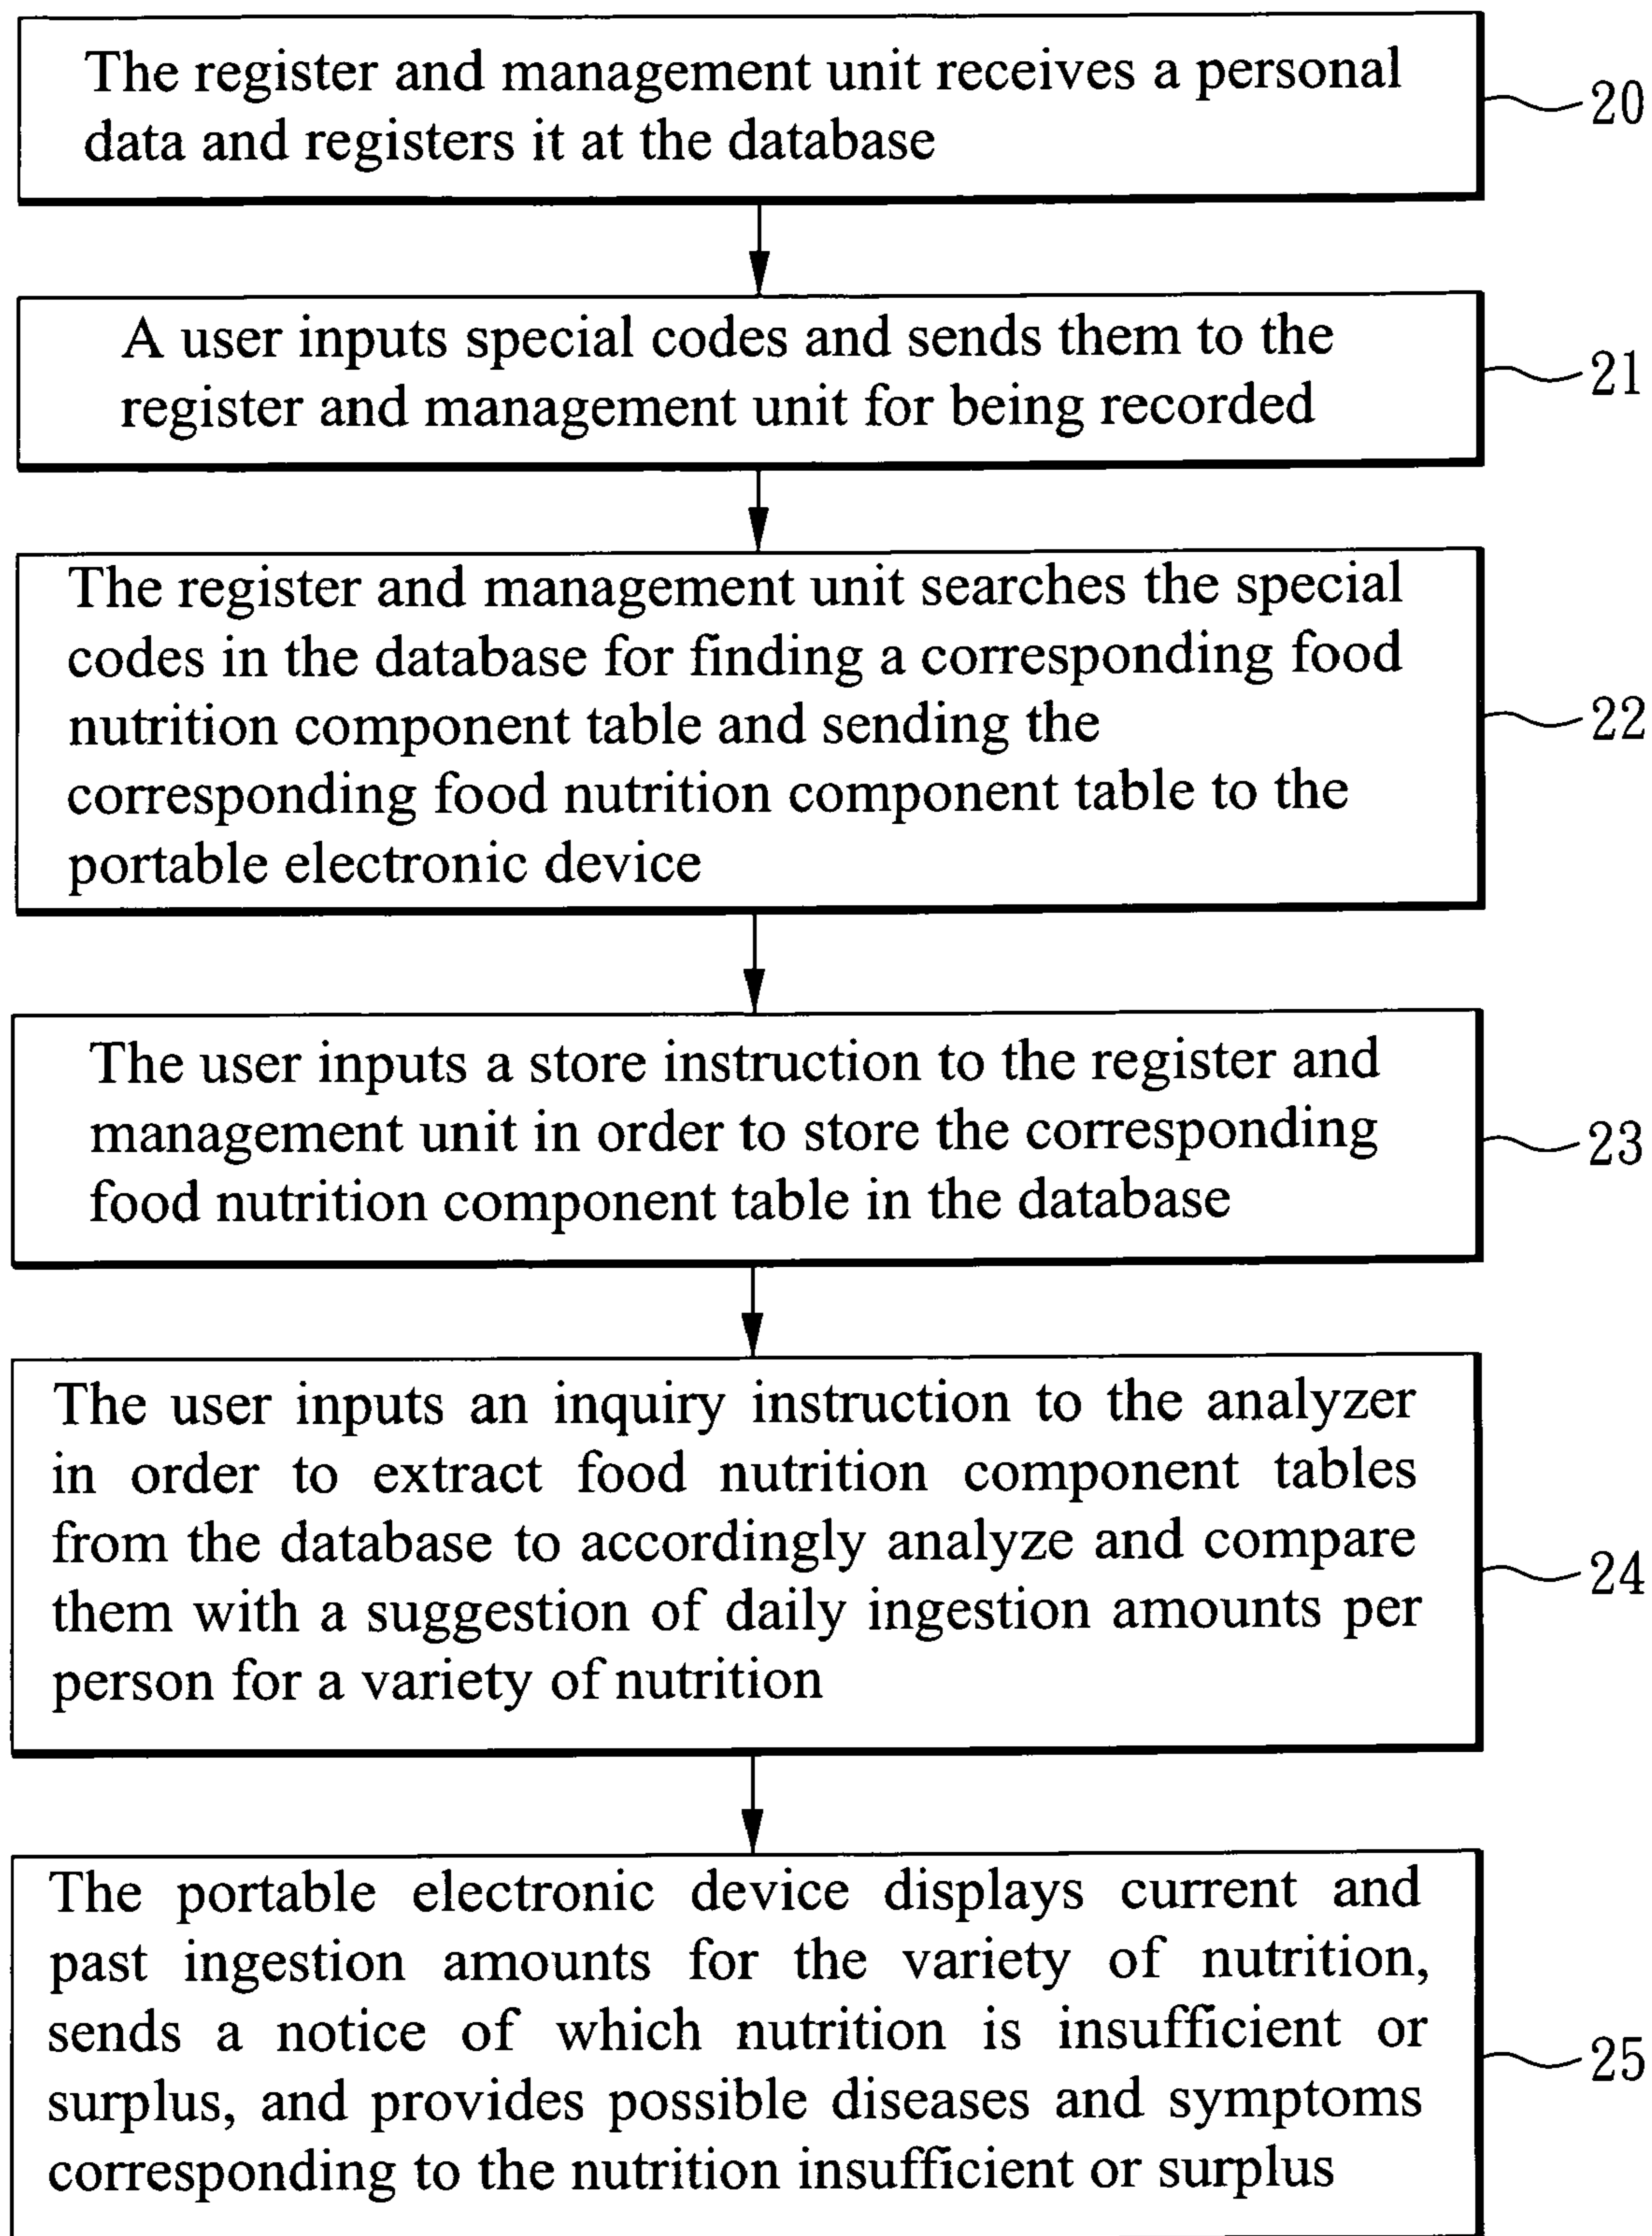 The register and management unit receives a personal
data and registers it at the database
20
A user inputs special codes and sends them to the
register and management unit for being recorded
21
The register and management unit searches the special
codes in the database for finding a corresponding food
nutrition component table and sending the
corresponding food nutrition component table to the
portable electronic device
22
The user inputs a store instruction to the register and
management unit in order to store the corresponding
food nutrition component table in the database
23
The user inputs an inquiry instruction to the analyzer
in order to extract food nutrition component tables
from the database to accordingly analyze and compare
them with a suggestion of daily ingestion amounts per
person for a variety of nutrition
24
The portable electronic device displays current and
past ingestion amounts for the variety of nutrition,
sends a notice of which nutrition is insufficient or
surplus, and provides possible diseases and symptoms
corresponding to the nutrition insufficient or surplus
25